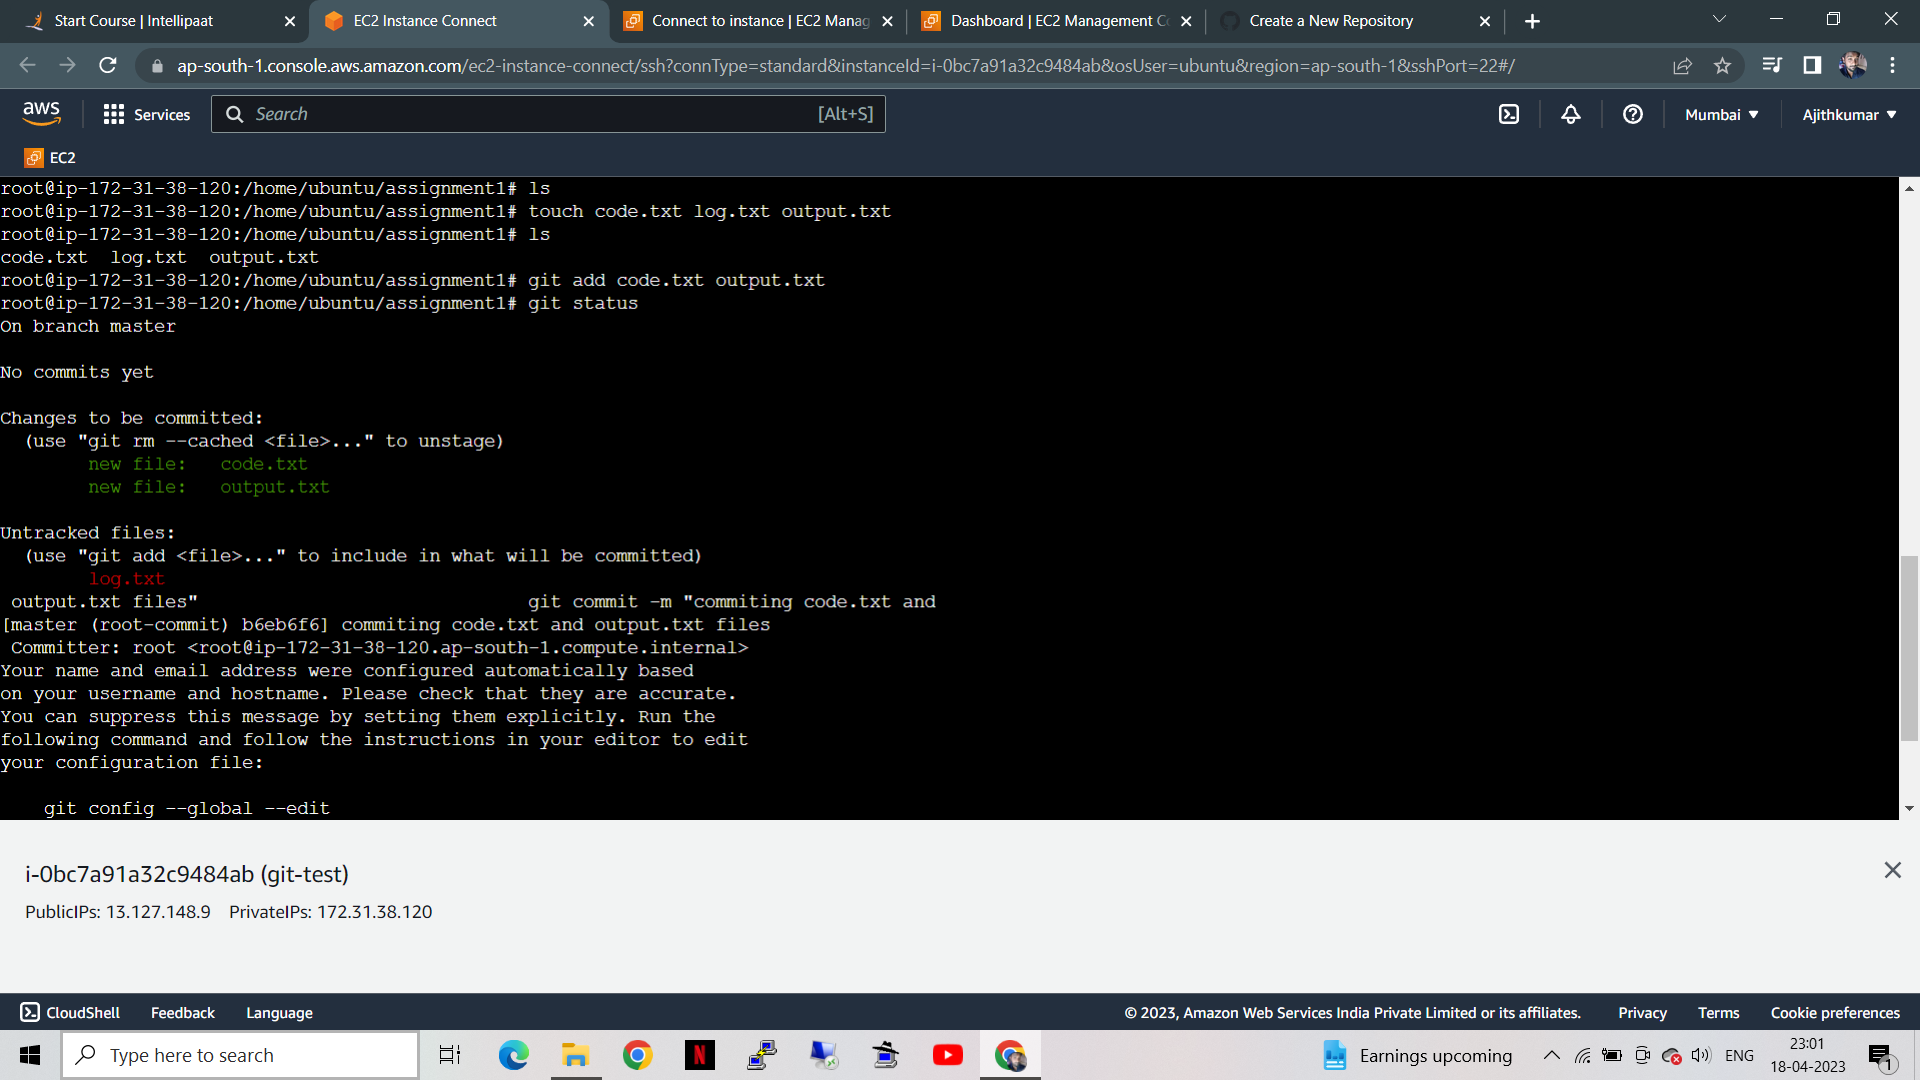 Start Course | Intellipaat
EC2 Instance Connect
Connect to instance | EC2 Manag
Dashboard | EC2 Management Co
Create a New Repository
ap-south-1.console.aws.amazon.com/ec2-instance-connect/ssh?connType=standard&instanceId=i-0bc7a91a32c9484ab&osUser=ubuntu&region=ap-south-1&sshPort=22#/
aws
Services
Search
[Alt+S]
Mumbai
Ajithkumar
EC2
root@ip-172-31-38-120:/home/ubuntu/assignment1# ls
root@ip-172-31-38-120:/home/ubuntu/assignment1# touch code.txt log.txt output.txt
root@ip-172-31-38-120:/home/ubuntu/assignment1# ls
code.txt  log.txt  output.txt
root@ip-172-31-38-120:/home/ubuntu/assignment1# git add code.txt output.txt
root@ip-172-31-38-120:/home/ubuntu/assignment1# git status
On branch master
No commits yet
Changes to be committed:
(use "git rm --cached <file>..." to unstage)
new file:   code.txt
new file:   output.txt
Untracked files:
(use "git add <file>..." to include in what will be committed)
log.txt
output.txt files"                              git commit -m "commiting code.txt and
[master (root-commit) b6eb6f6] commiting code.txt and output.txt files
Committer: root <root@ip-172-31-38-120.ap-south-1.compute.internal>
Your name and email address were configured automatically based
on your username and hostname. Please check that they are accurate.
You can suppress this message by setting them explicitly. Run the
following command and follow the instructions in your editor to edit
your configuration file:
git config --global --edit
i-0bc7a91a32c9484ab (git-test)
PublicIPs: 13.127.148.9    PrivateIPs: 172.31.38.120
CloudShell
Feedback
Language
© 2023, Amazon Web Services India Private Limited or its affiliates.
Privacy
Terms
Cookie preferences
Type here to search
N
Earnings upcoming
ENG
23:01
18-04-2023
1